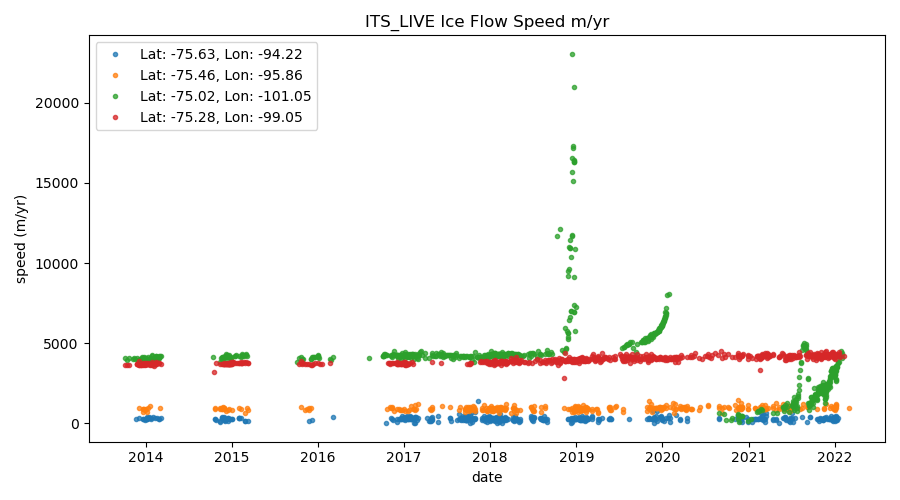 ITS_LIVE Ice Flow Speed m/yr
Lat: -75.63, Lon: -94.22
Lat: -75.46, Lon: -95.86
Lat: -75.02, Lon: -101.05
Lat: -75.28, Lon: -99.05
speed (m/yr)
20000
15000
10000
5000
0
2014 2015 2016 2017 2018 2019 2020 2021 2022
date